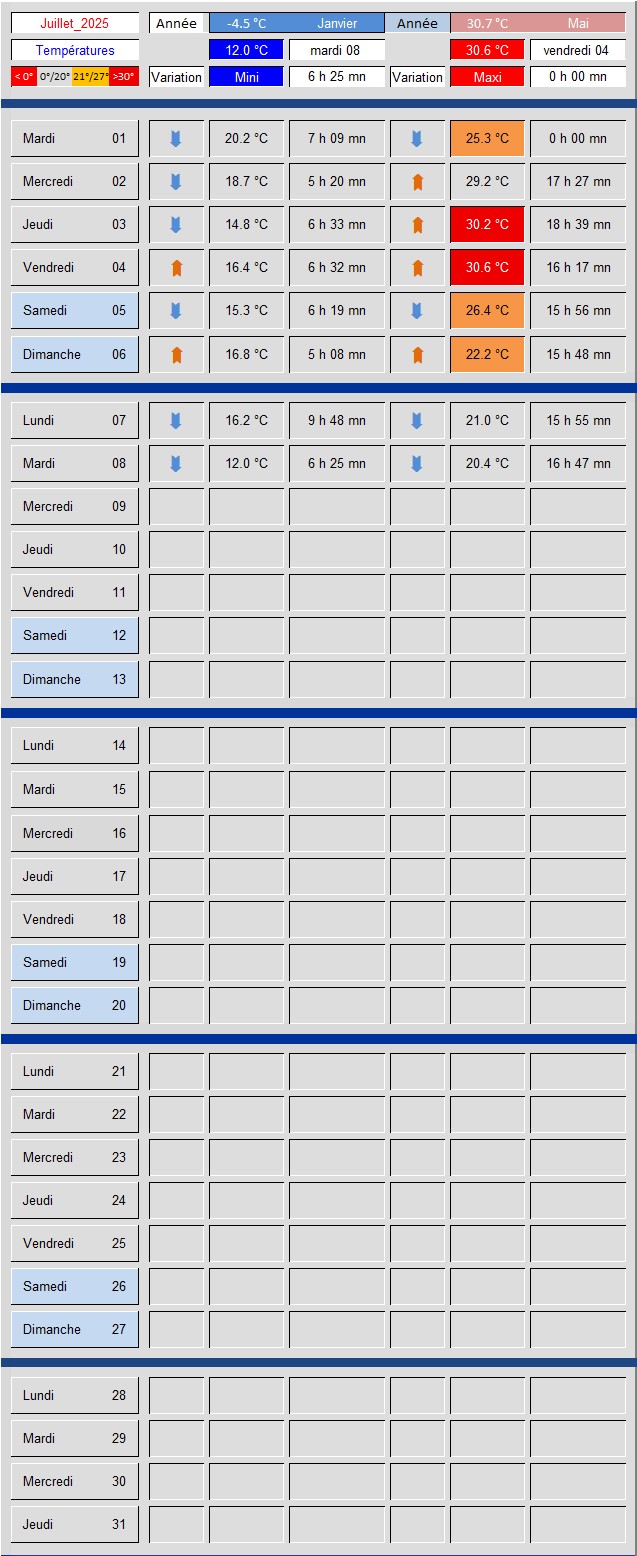 Juillet_2025 Année -4.5 °C Janvier Année 30.7 °C Mai
Températures 12.0 °C mardi 08 30.6 °C vendredi 04
< 0° 0°/20° 21°/27° >30° Variation Mini 6 h 25 mn Variation Maxi 0 h 00 mn
Mardi 01 20.2 °C 7 h 09 mn 25.3 °C 0 h 00 mn
Mercredi 02 18.7 °C 5 h 20 mn 29.2 °C 17 h 27 mn
Jeudi 03 14.8 °C 6 h 33 mn 30.2 °C 18 h 39 mn
Vendredi 04 16.4 °C 6 h 32 mn 30.6 °C 16 h 17 mn
Samedi 05 15.3 °C 6 h 19 mn 26.4 °C 15 h 56 mn
Dimanche 06 16.8 °C 5 h 08 mn 22.2 °C 15 h 48 mn
Lundi 07 16.2 °C 9 h 48 mn 21.0 °C 15 h 55 mn
Mardi 08 12.0 °C 6 h 25 mn 20.4 °C 16 h 47 mn
Mercredi 09
Jeudi 10
Vendredi 11
Samedi 12
Dimanche 13
Lundi 14
Mardi 15
Mercredi 16
Jeudi 17
Vendredi 18
Samedi 19
Dimanche 20
Lundi 21
Mardi 22
Mercredi 23
Jeudi 24
Vendredi 25
Samedi 26
Dimanche 27
Lundi 28
Mardi 29
Mercredi 30
Jeudi 31